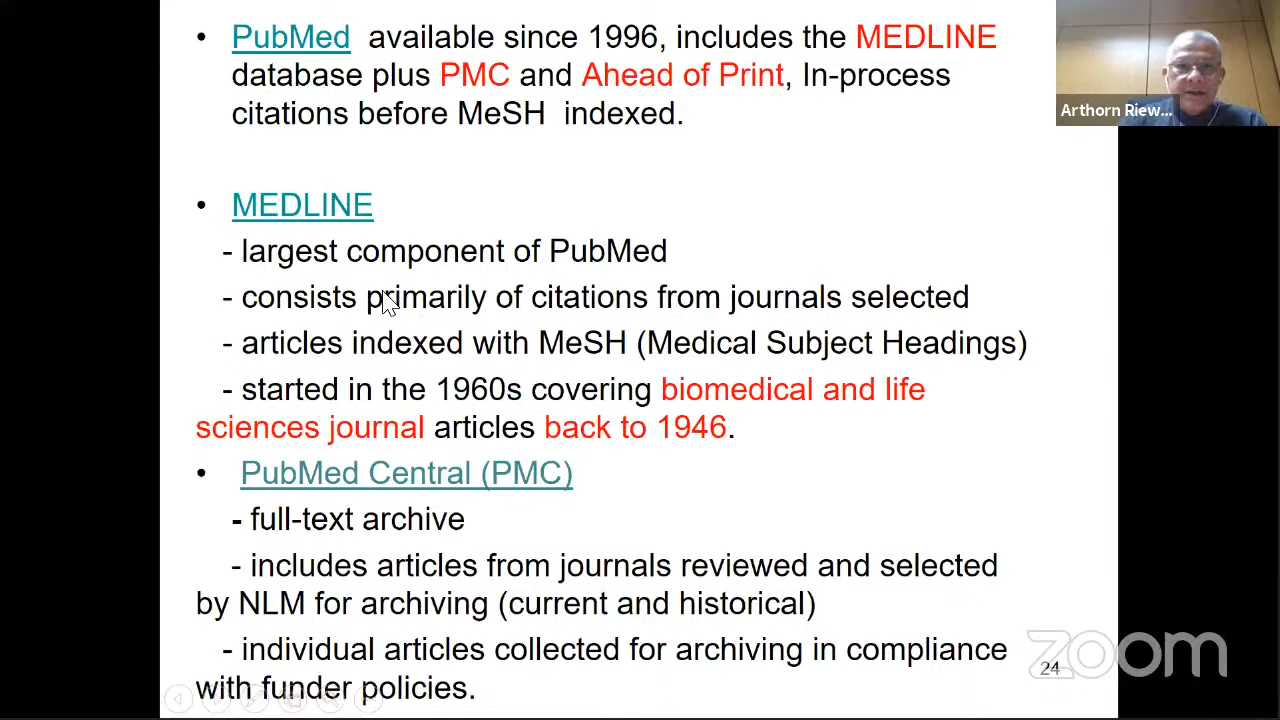 • PubMed available since 1996, includes the MEDLINE
database plus PMC and Ahead of Print, In-process
citations before MeSH indexed.
Arthorn Riew...
• MEDLINE
- largest component of PubMed
- consists primarily of citations from journals selected
- articles indexed with MeSH (Medical Subject Headings)
- started in the 1960s covering biomedical and life
sciences journal articles back to 1946.
• PubMed Central (PMC)
- full-text archive
- includes articles from journals reviewed and selected
by NLM for archiving (current and historical)
- individual articles collected for archiving in compliance
with funder policies.
24
zoom